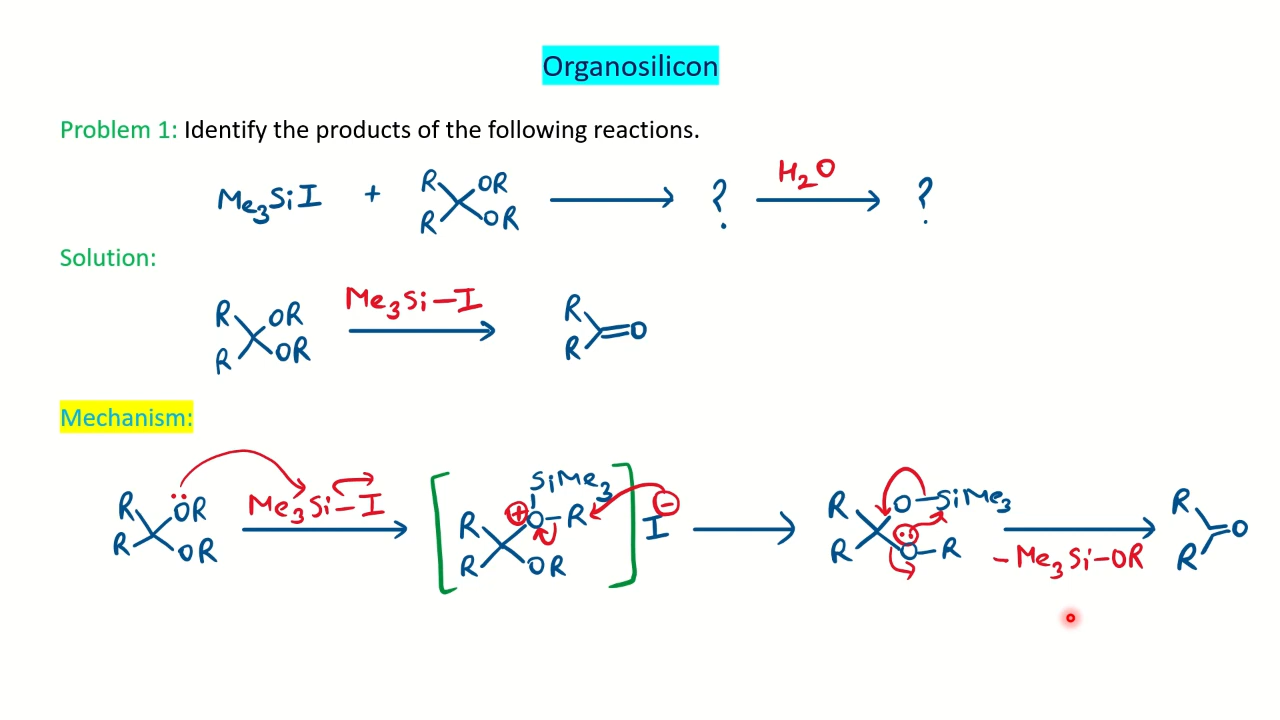 Organosilicon
Problem 1: Identify the products of the following reactions.
Me3SiI + R R OR OR ? H2O ?
Solution:
R R OR OR Me3Si-I R R O
Mechanism:
R R ÖR OR Me3Si-I R R SiMe3 ⊕ O-R OR I ⊖ R R O-SiMe3 O-R -Me3Si-OR R R O